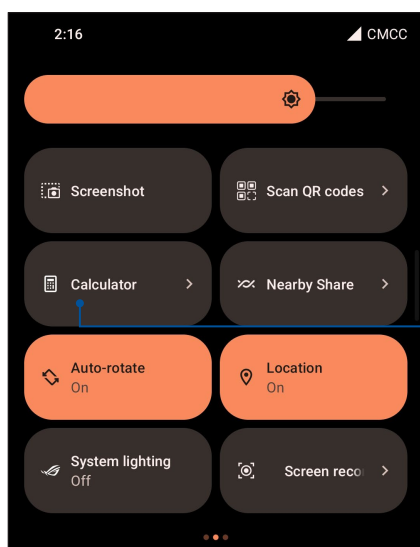 2:16 CMCC
Screenshot
Scan QR codes
Calculator
Nearby Share
Auto-rotate
On
Location
On
System lighting
Off
Screen reco